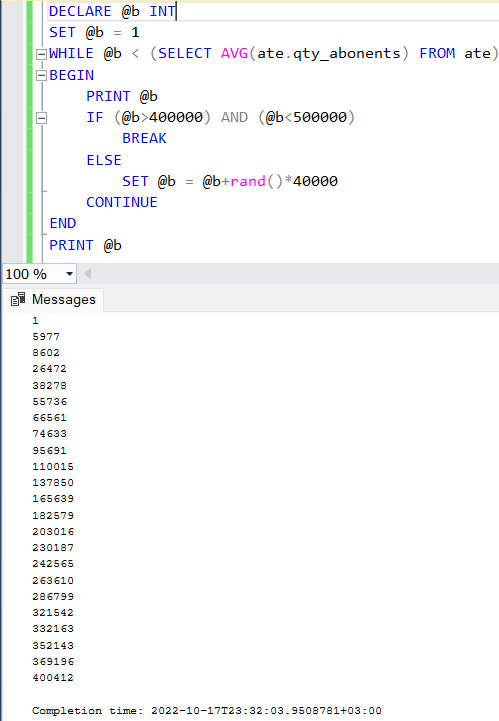 DECLARE @b INT
SET @b = 1
WHILE @b < (SELECT AVG(ate.qty_abonents) FROM ate)
BEGIN
PRINT @b
IF (@b>400000) AND (@b<500000)
BREAK
ELSE
SET @b = @b+rand()*40000
CONTINUE
END
PRINT @b
100 %
Messages
1
5977
8602
26472
38278
55736
66561
74633
95691
110015
137850
165639
182579
203016
230187
242565
263610
286799
321542
332163
352143
369196
400412
Completion time: 2022-10-17T23:32:03.9508781+03:00